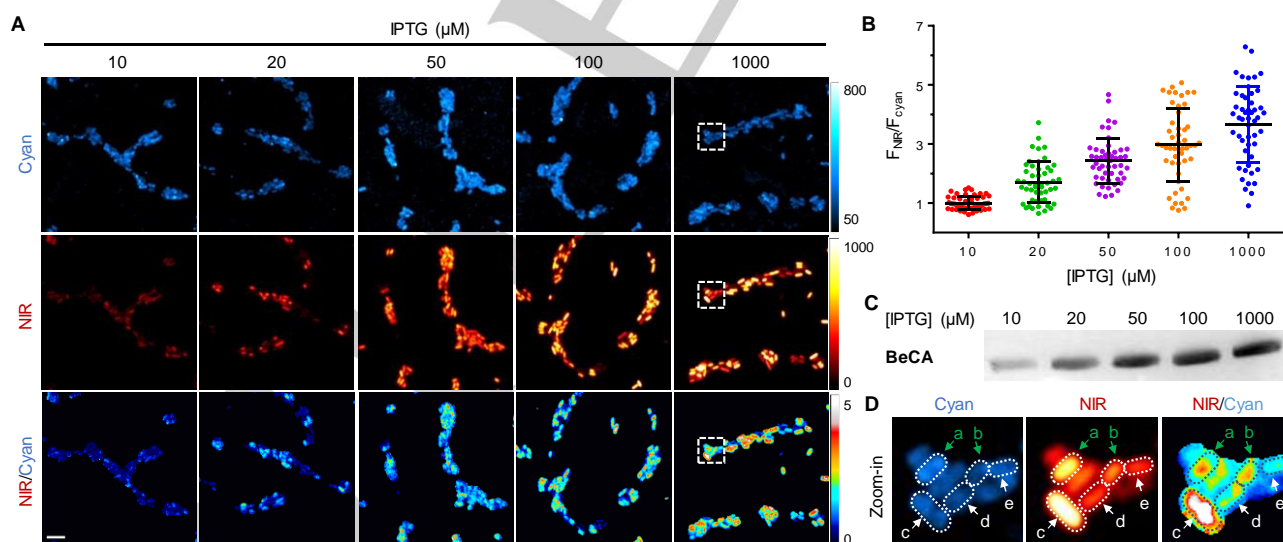 A
IPTG (µM)
10 20 50 100 1000
Cyan
800
50
NIR
1000
0
NIR/Cyan
5
0
B
F_NIR/F_cyan
7
5
3
1
10 20 50 100 1000
[IPTG] (µM)
C
[IPTG] (µM) 10 20 50 100 1000
BeCA
D
Cyan NIR NIR/Cyan
Zoom-in
a b c d e
a b c d e
a b c d e